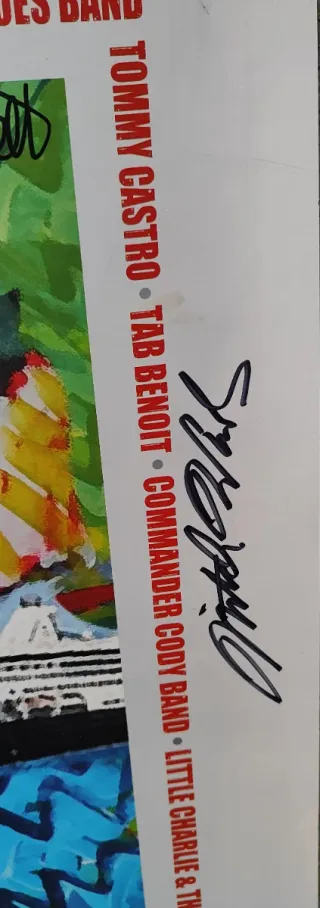 UES BAND
TOMMY CASTRO • TAB BENOIT • COMMANDER CODY BAND • LITTLE CHARLIE & TH